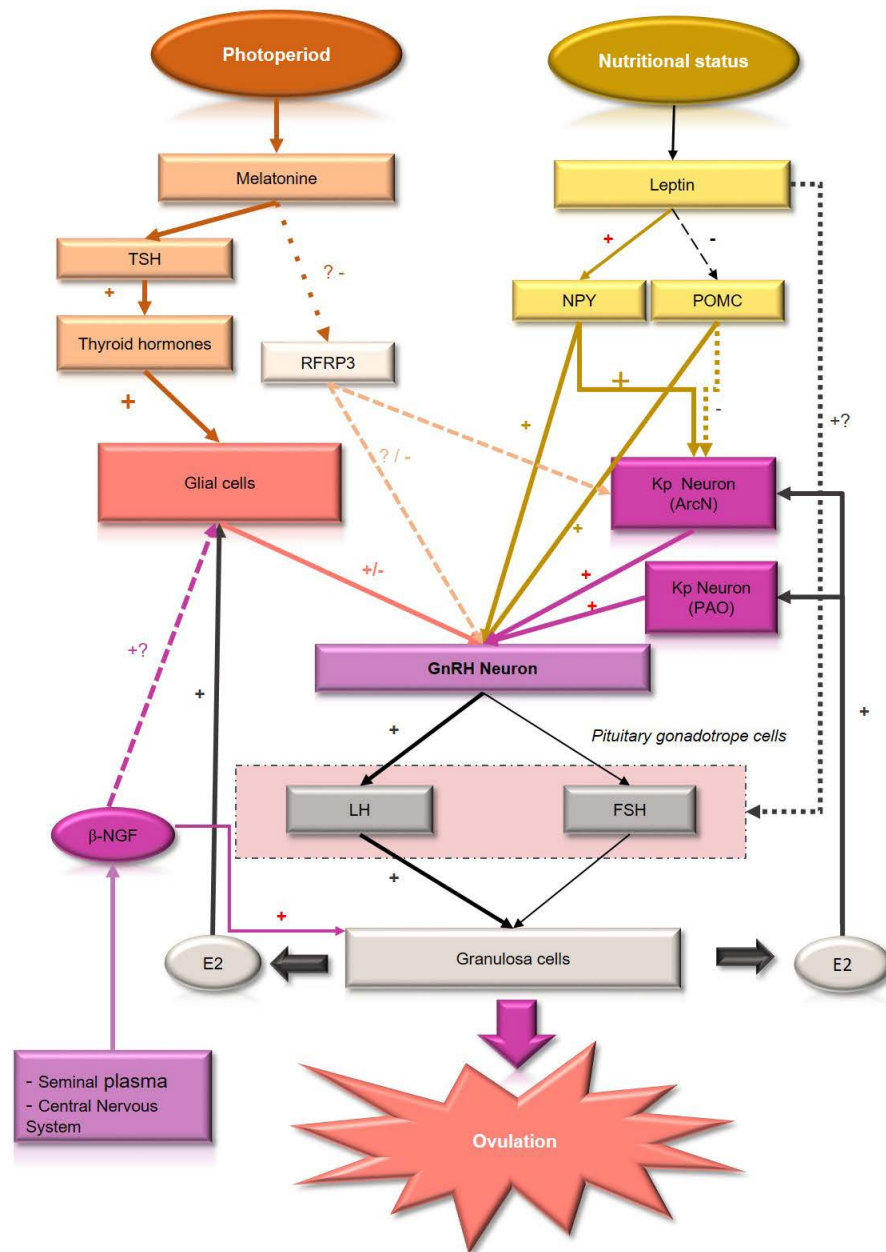 Photoperiod
Nutritional status
Melatonine
Leptin
+
-
TSH
? -
+
NPY
POMC
Thyroid hormones
RFRP3
+
+
-
+?
+
? / -
Glial cells
Kp Neuron
(ArcN)
+
+/-
+
Kp Neuron
(PAO)
+
+?
GnRH Neuron
+
+
+
Pituitary gonadotrope cells
LH
FSH
β-NGF
+
+
E2
Granulosa cells
E2
- Seminal plasma
- Central Nervous
System
Ovulation